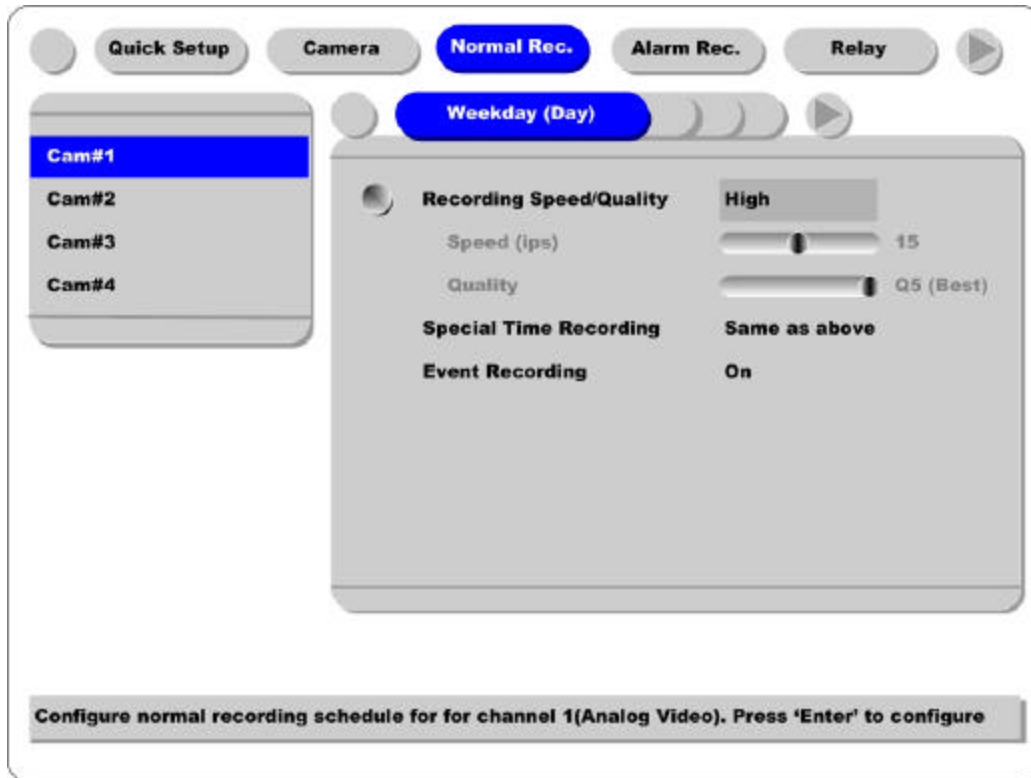 Quick Setup Camera Normal Rec. Alarm Rec. Relay
Weekday (Day)
Cam#1
Cam#2
Cam#3
Cam#4
Recording Speed/Quality High
Speed (ips) 15
Quality Q5 (Best)
Special Time Recording Same as above
Event Recording On
Configure normal recording schedule for for channel 1(Analog Video). Press ‘Enter’ to configure